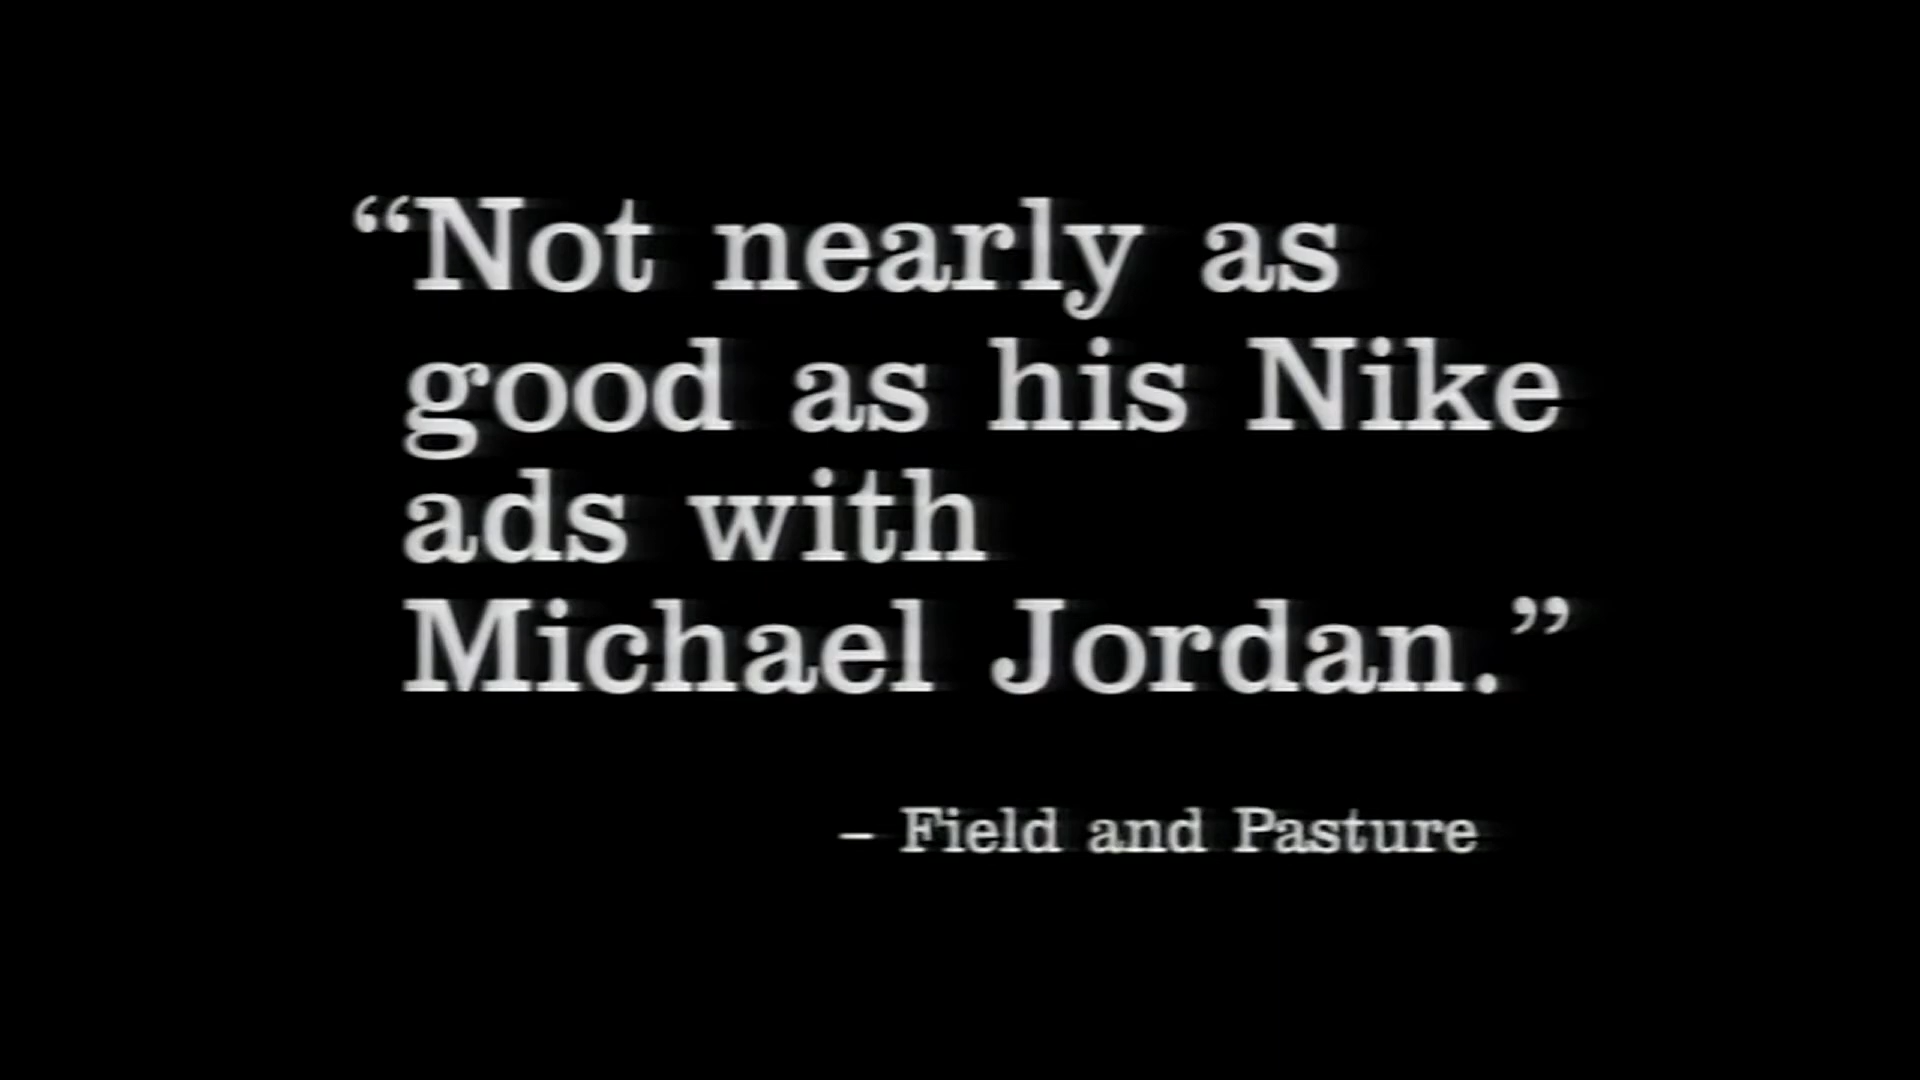 “Not nearly as
good as his Nike
ads with
Michael Jordan.”
– Field and Pasture